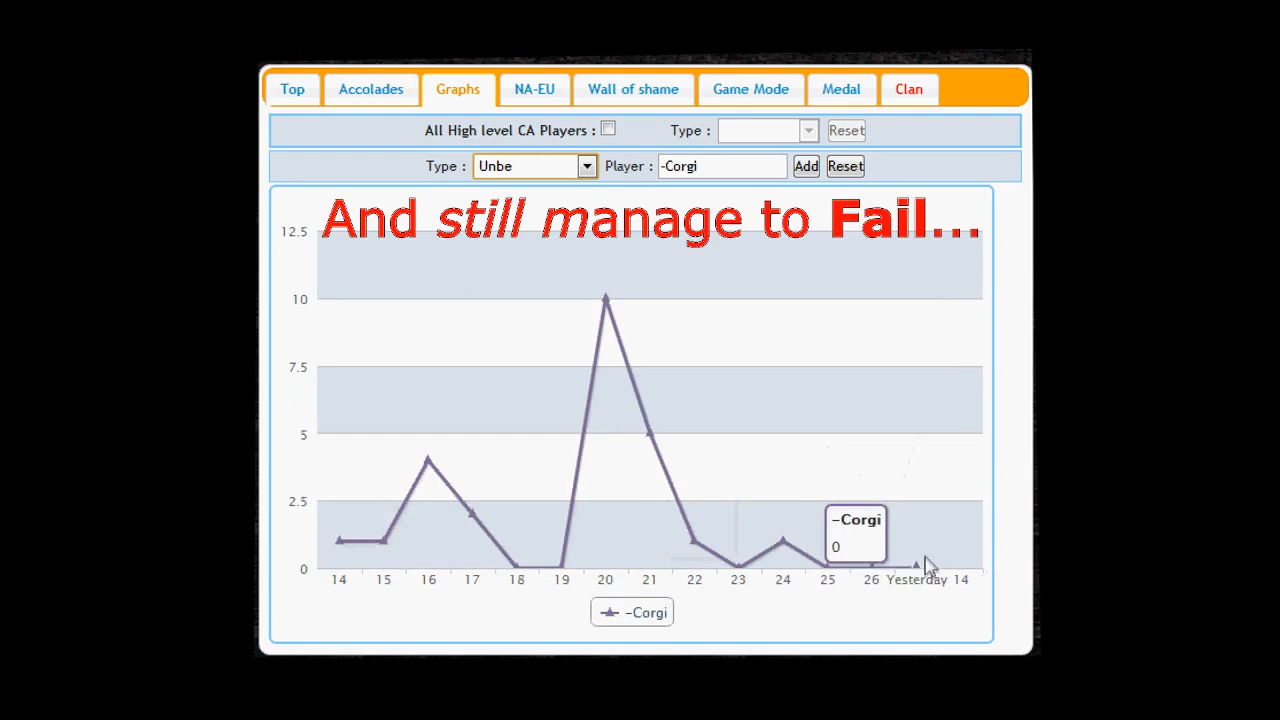 Top Accolades Graphs NA-EU Wall of shame Game Mode Medal Clan
All High level CA Players : Type : Reset
Type : Unbe Player : -Corgi Add Reset
And still manage to Fail...
12.5
10
7.5
5
2.5
0
-Corgi
0
14 15 16 17 18 19 20 21 22 23 24 25 26 Yesterday 14
-Corgi